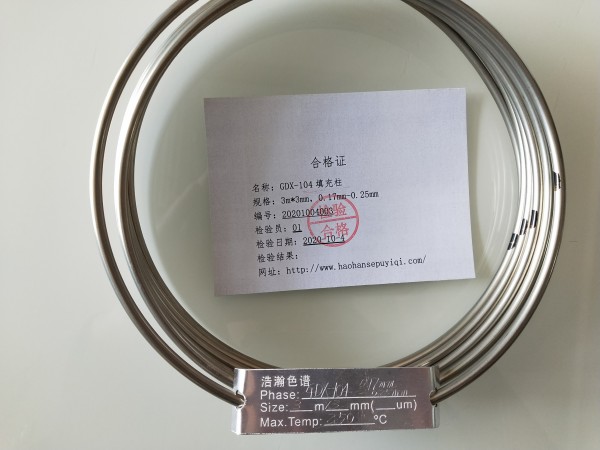 合格证
名称: GDX-104 填充柱
规格: 3m*3mm, 0.17mm-0.25mm
编号: 20201004003
检验员: 01
检验日期: 2020-10-4
检验结果:
网址: http://www.haohansepuyiqi.com/
检验
合格
浩瀚色谱
Phase:
Size: m/ mm( um)
Max.Temp: °C